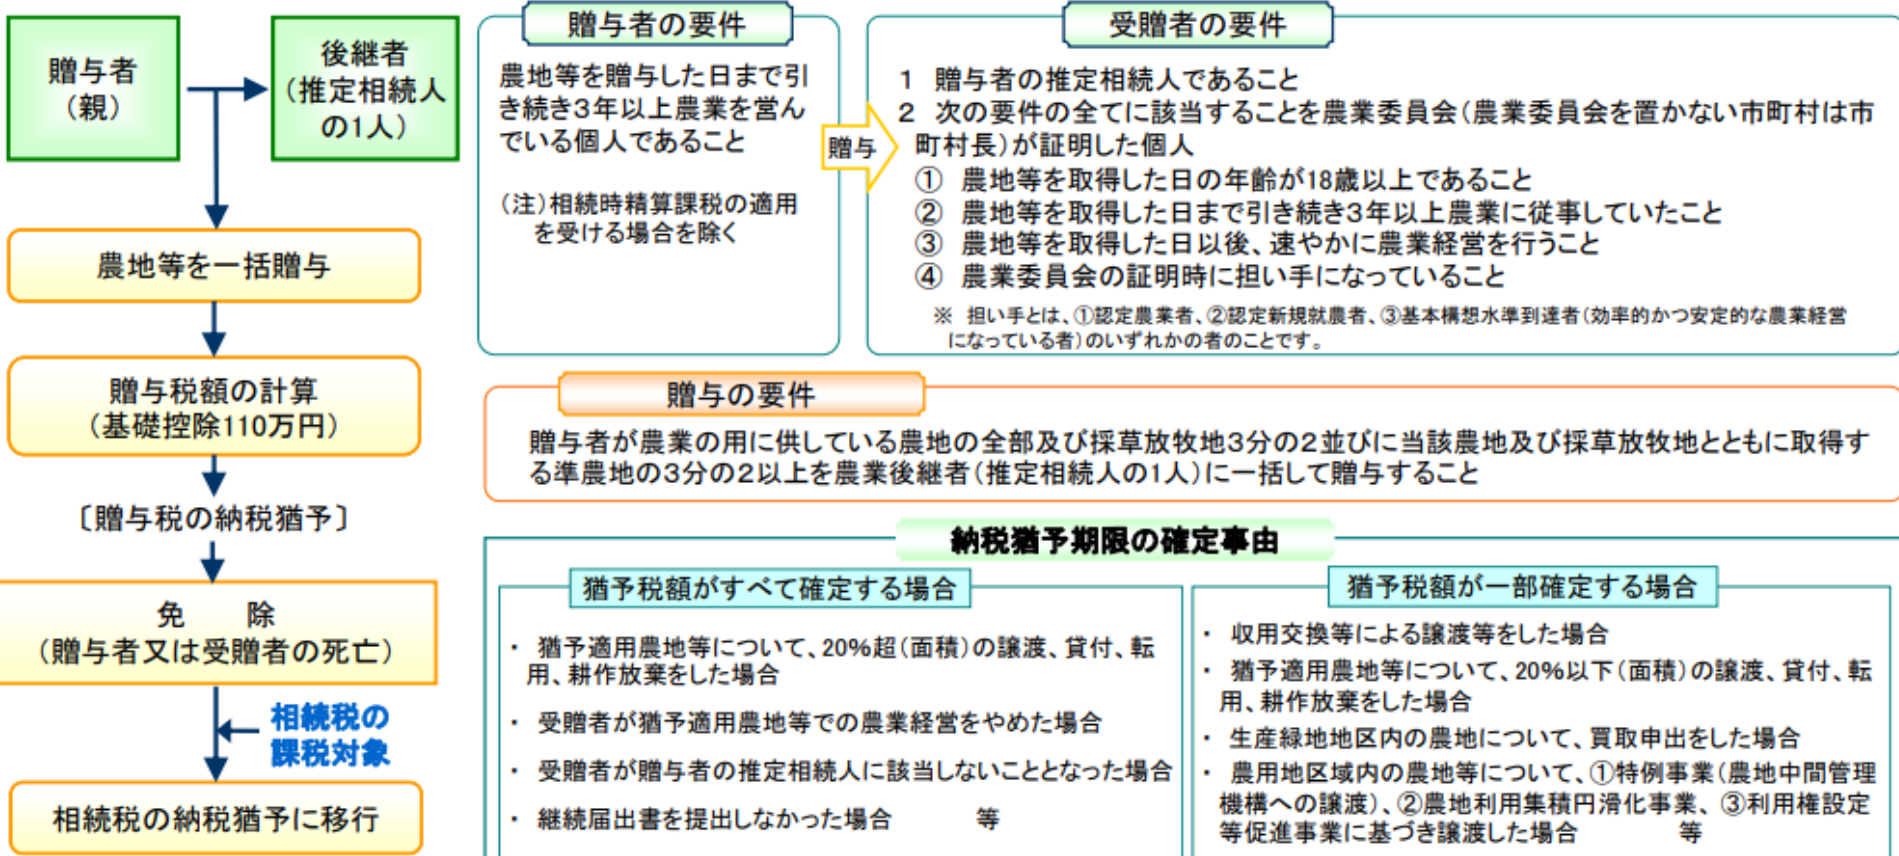 贈与者
（親）
後継者
（推定相続人
の1人）
農地等を一括贈与
贈与税額の計算
（基礎控除110万円）
〔贈与税の納税猶予〕
免　　除
（贈与者又は受贈者の死亡）
相続税の
課税対象
相続税の納税猶予に移行
贈与者の要件
農地等を贈与した日まで引
き続き3年以上農業を営ん
でいる個人であること
（注）相続時精算課税の適用
を受ける場合を除く
贈与
受贈者の要件
1　贈与者の推定相続人であること
2　次の要件の全てに該当することを農業委員会（農業委員会を置かない市町村は市
町村長）が証明した個人
①　農地等を取得した日の年齢が18歳以上であること
②　農地等を取得した日まで引き続き3年以上農業に従事していたこと
③　農地等を取得した日以後、速やかに農業経営を行うこと
④　農業委員会の証明時に担い手になっていること
※　担い手とは、①認定農業者、②認定新規就農者、③基本構想水準到達者（効率的かつ安定的な農業経営
になっている者）のいずれかの者のことです。
贈与の要件
贈与者が農業の用に供している農地の全部及び採草放牧地3分の2並びに当該農地及び採草放牧地とともに取得す
る準農地の3分の2以上を農業後継者（推定相続人の1人）に一括して贈与すること
納税猶予期限の確定事由
猶予税額がすべて確定する場合
・　猶予適用農地等について、20%超（面積）の譲渡、貸付、転
用、耕作放棄をした場合
・　受贈者が猶予適用農地等での農業経営をやめた場合
・　受贈者が贈与者の推定相続人に該当しないこととなった場合
・　継続届出書を提出しなかった場合　　　　等
猶予税額が一部確定する場合
・　収用交換等による譲渡等をした場合
・　猶予適用農地等について、20%以下（面積）の譲渡、貸付、転
用、耕作放棄をした場合
・　生産緑地地区内の農地について、買取申出をした場合
・　農用地区域内の農地等について、①特例事業（農地中間管理
機構への譲渡）、②農地利用集積円滑化事業、③利用権設定
等促進事業に基づき譲渡した場合　　　　等